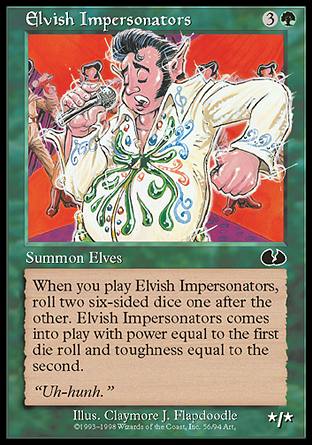 Elvish Impersonators 3
Summon Elves
When you play Elvish Impersonators,
roll two six-sided dice one after the
other. Elvish Impersonators comes
into play with power equal to the first
die roll and toughness equal to the
second.
“Uh-hunh.”
Illus. Claymore J. Flapdoodle
©1993–1998 Wizards of the Coast, Inc. 56/94 Art,
*/*